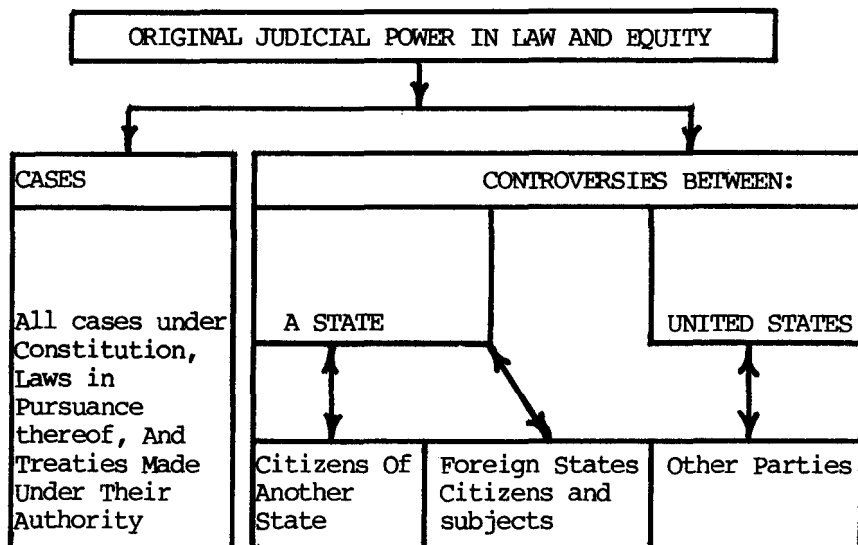 ORIGINAL JUDICIAL POWER IN LAW AND EQUITY
CASES
CONTROVERSIES BETWEEN:
All cases under
Constitution,
Laws in
Pursuance
thereof, And
Treaties Made
Under Their
Authority
A STATE
UNITED STATES
Citizens Of
Another
State
Foreign States
Citizens and
subjects
Other Parties